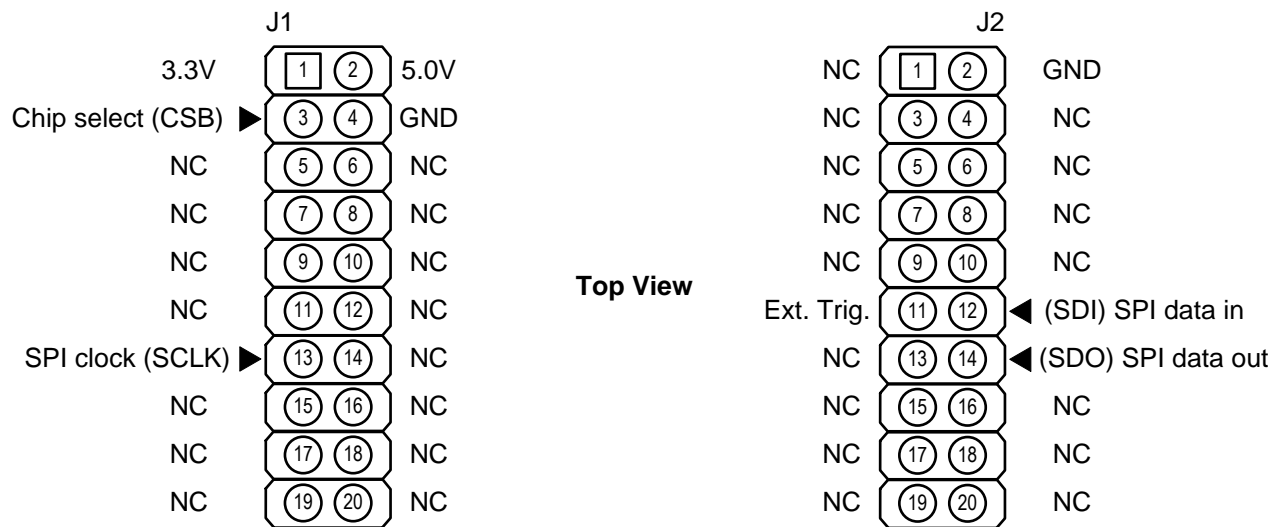 J1 J2
3.3V 1 2 5.0V NC 1 2 GND
Chip select (CSB) 3 4 GND NC 3 4 NC
NC 5 6 NC NC 5 6 NC
NC 7 8 NC NC 7 8 NC
NC 9 10 NC NC 9 10 NC
Top View
NC 11 12 NC Ext. Trig. 11 12 (SDI) SPI data in
SPI clock (SCLK) 13 14 NC NC 13 14 (SDO) SPI data out
NC 15 16 NC NC 15 16 NC
NC 17 18 NC NC 17 18 NC
NC 19 20 NC NC 19 20 NC